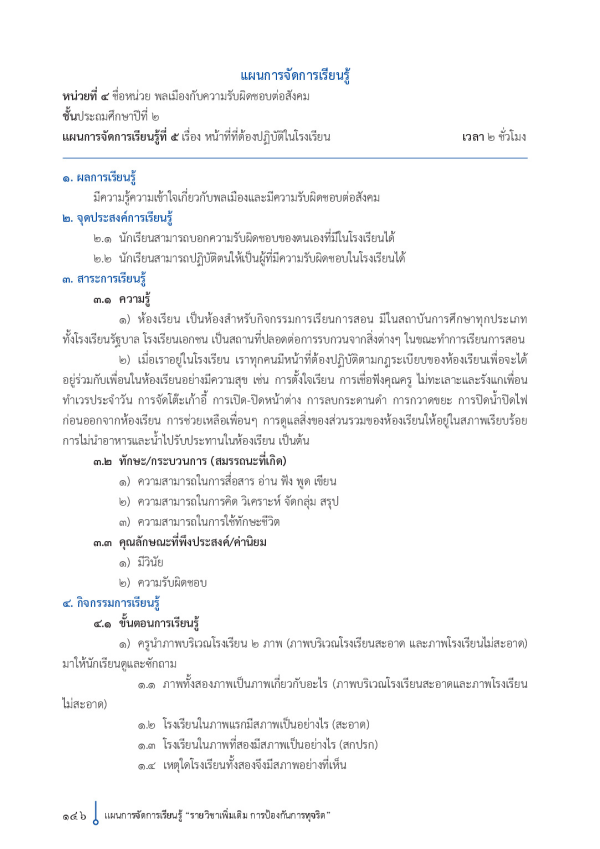 แผนการจัดการเรียนรู้
หน่วยที่ ๔ ชื่อหน่วย พลเมืองกับความรับผิดชอบต่อสังคม
ชั้นประถมศึกษาปีที่ ๒
แผนการจัดการเรียนรู้ที่ ๕ เรื่อง หน้าที่ที่ต้องปฏิบัติในโรงเรียน เวลา ๒ ชั่วโมง
๑. ผลการเรียนรู้
มีความรู้ความเข้าใจเกี่ยวกับพลเมืองและมีความรับผิดชอบต่อสังคม
๒. จุดประสงค์การเรียนรู้
๒.๑ นักเรียนสามารถบอกความรับผิดชอบของตนเองที่มีในโรงเรียนได้
๒.๒ นักเรียนสามารถปฏิบัติตนให้เป็นผู้ที่มีความรับผิดชอบในโรงเรียนได้
๓. สาระการเรียนรู้
๓.๑ ความรู้
๑) ห้องเรียน เป็นห้องสำหรับกิจกรรมการเรียนการสอน มีในสถาบันการศึกษาทุกประเภท
ทั้งโรงเรียนรัฐบาล โรงเรียนเอกชน เป็นสถานที่ปลอดต่อการรบกวนจากสิ่งต่างๆ ในขณะทำการเรียนการสอน
๒) เมื่อเราอยู่ในโรงเรียน เราทุกคนมีหน้าที่ต้องปฏิบัติตามกฎระเบียบของห้องเรียนเพื่อจะได้
อยู่ร่วมกับเพื่อนในห้องเรียนอย่างมีความสุข เช่น การตั้งใจเรียน การเชื่อฟังคุณครู ไม่ทะเลาะและรังแกเพื่อน
ทำเวรประจำวัน การจัดโต๊ะเก้าอี้ การเปิด-ปิดหน้าต่าง การลบกระดานดำ การกวาดขยะ การปิดน้ำปิดไฟ
ก่อนออกจากห้องเรียน การช่วยเหลือเพื่อนๆ การดูแลสิ่งของส่วนรวมของห้องเรียนให้อยู่ในสภาพเรียบร้อย
การไม่นำอาหารและน้ำไปรับประทานในห้องเรียน เป็นต้น
๓.๒ ทักษะ/กระบวนการ (สมรรถนะที่เกิด)
๑) ความสามารถในการสื่อสาร อ่าน ฟัง พูด เขียน
๒) ความสามารถในการคิด วิเคราะห์ จัดกลุ่ม สรุป
๓) ความสามารถในการใช้ทักษะชีวิต
๓.๓ คุณลักษณะที่พึงประสงค์/ค่านิยม
๑) มีวินัย
๒) ความรับผิดชอบ
๔. กิจกรรมการเรียนรู้
๔.๑ ขั้นตอนการเรียนรู้
๑) ครูนำภาพบริเวณโรงเรียน ๒ ภาพ (ภาพบริเวณโรงเรียนสะอาด และภาพโรงเรียนไม่สะอาด)
มาให้นักเรียนดูและซักถาม
๑.๑ ภาพทั้งสองภาพเป็นภาพเกี่ยวกับอะไร (ภาพบริเวณโรงเรียนสะอาดและภาพโรงเรียน
ไม่สะอาด)
๑.๒ โรงเรียนในภาพแรกมีสภาพเป็นอย่างไร (สะอาด)
๑.๓ โรงเรียนในภาพที่สองมีสภาพเป็นอย่างไร (สกปรก)
๑.๔ เหตุใดโรงเรียนทั้งสองจึงมีสภาพอย่างที่เห็น
๑๔๖ แผนการจัดการเรียนรู้ “รายวิชาเพิ่มเติม การป้องกันการทุจริต”